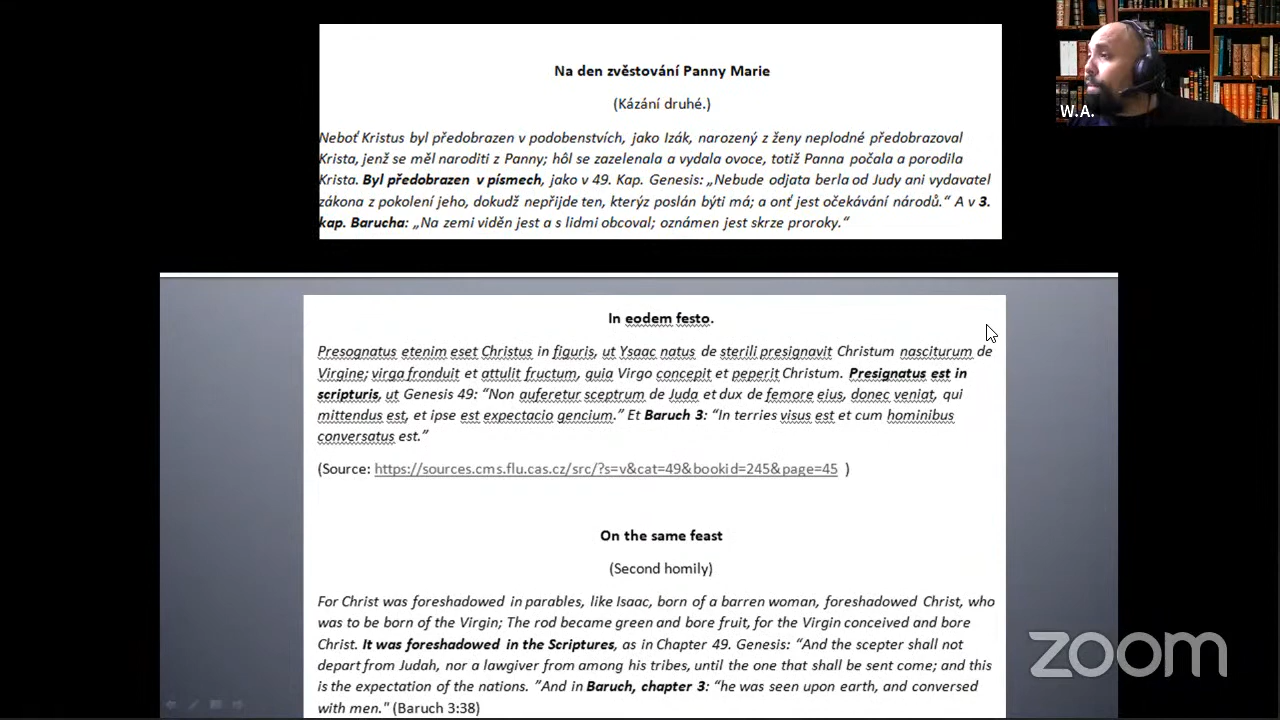 Na den zvěstování Panny Marie
(Kázání druhé.)
Neboť Kristus byl předobrazen v podobenstvích, jako Izák, narozený z ženy neplodné předobrazoval
Krista, jenž se měl naroditi z Panny; hôl se zazelenala a vydala ovoce, totiž Panna počala a porodila
Krista. Byl předobrazen v písmech, jako v 49. Kap. Genesis: „Nebude odjata berla od Judy ani vydavatel
zákona z pokolení jeho, dokudž nepřijde ten, kterýz poslán býti má; a onť jest očekávání národů.“ A v 3.
kap. Barucha: „Na zemi viděn jest a s lidmi obcoval; oznámen jest skrze proroky.“
W.A.
In eodem festo.
Presognatus etenim eset Christus in figuris, ut Ysaac natus de sterili presignavit Christum nasciturum de
Virgine; virga fronduit et attulit fructum, quia Virgo concepit et peperit Christum. Presignatus est in
scripturis, ut Genesis 49: “Non auferetur sceptrum de Juda et dux de femore eius, donec veniat, qui
mittendus est, et ipse est expectacio gencium.” Et Baruch 3: “In terries visus est et cum hominibus
conversatus est.”
(Source: https://sources.cms.flu.cas.cz/src/?s=v&cat=49&bookid=245&page=45 )
On the same feast
(Second homily)
For Christ was foreshadowed in parables, like Isaac, born of a barren woman, foreshadowed Christ, who
was to be born of the Virgin; The rod became green and bore fruit, for the Virgin conceived and bore
Christ. It was foreshadowed in the Scriptures, as in Chapter 49. Genesis: “And the scepter shall not
depart from Judah, nor a lawgiver from among his tribes, until the one that shall be sent come; and this
is the expectation of the nations. ”And in Baruch, chapter 3: “he was seen upon earth, and conversed
with men." (Baruch 3:38)
zoom